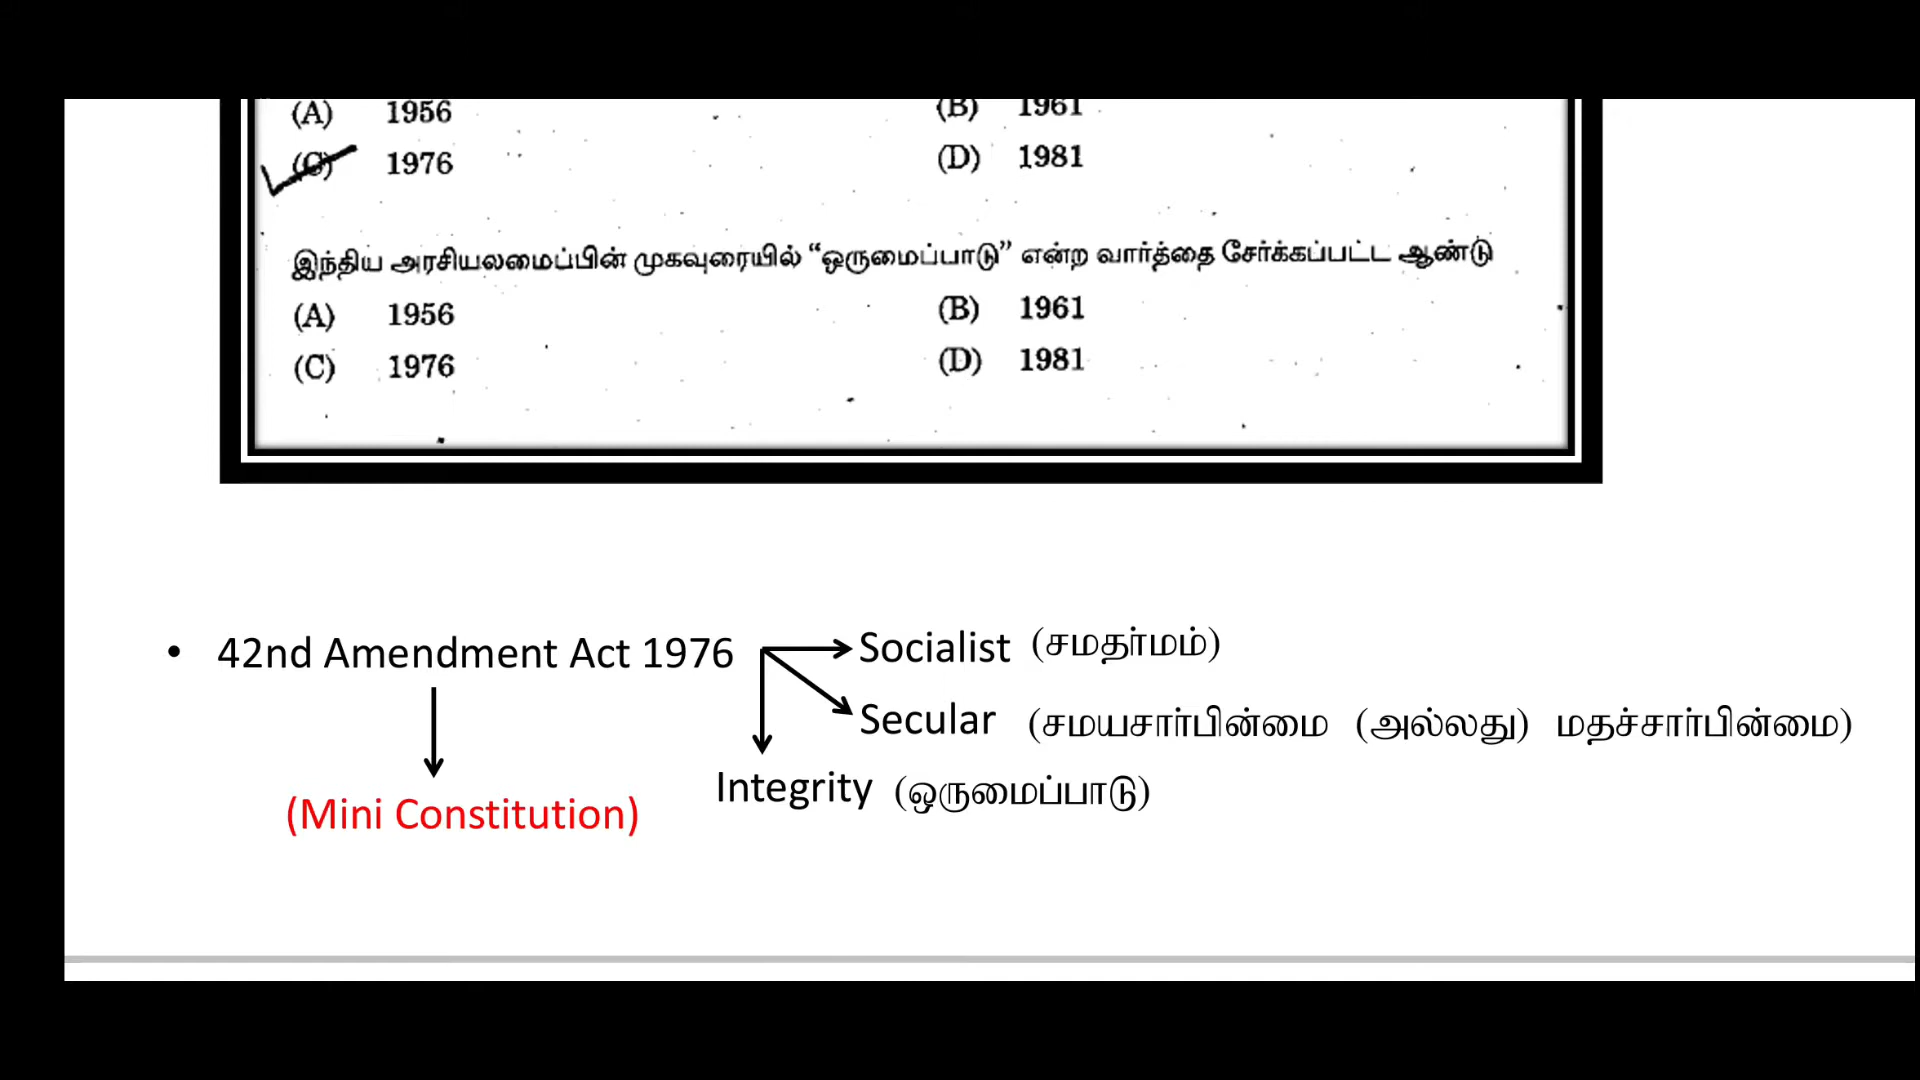 (A) 1956 (B) 1961
(C) 1976 (D) 1981
இந்திய அரசியலமைப்பின் முகவுரையில் “ஒருமைப்பாடு” என்ற வார்த்தை சேர்க்கப்பட்ட ஆண்டு
(A) 1956 (B) 1961
(C) 1976 (D) 1981
• 42nd Amendment Act 1976 Socialist (சமதர்மம்)
Secular (சமயசார்பின்மை (அல்லது) மதச்சார்பின்மை)
Integrity (ஒருமைப்பாடு)
(Mini Constitution)